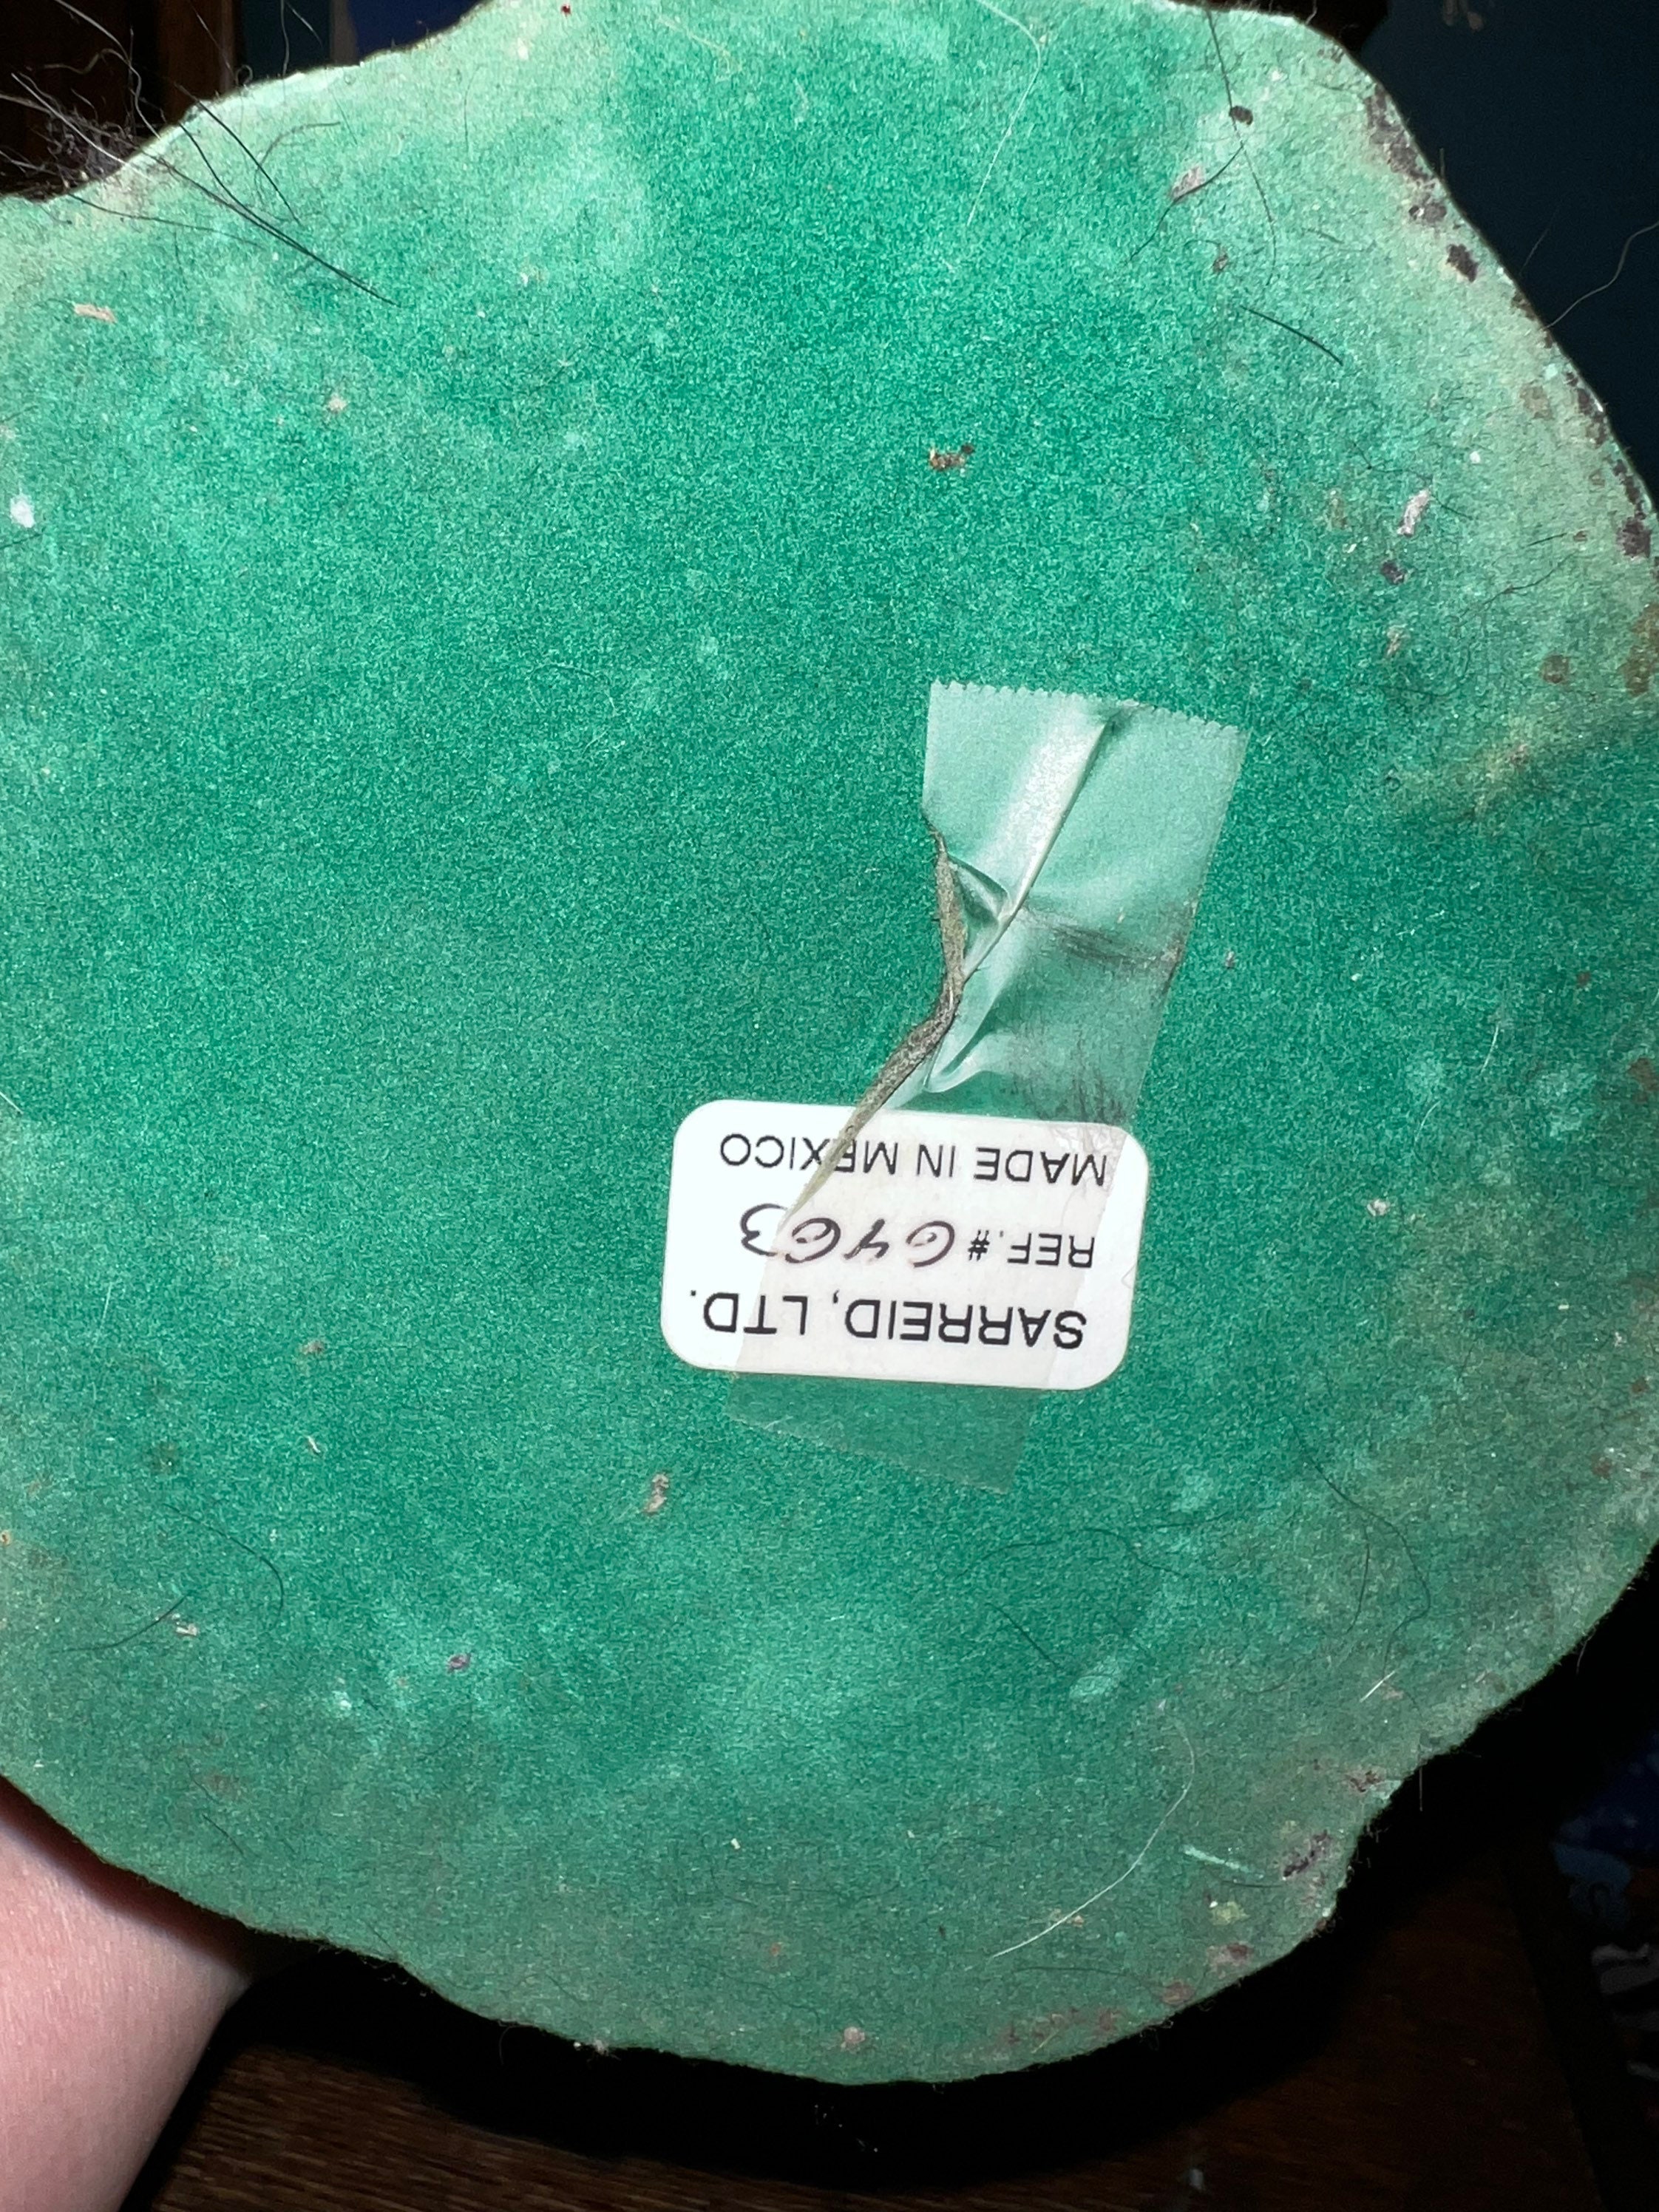 SARREID, LTD.
REF.# 6463
MADE IN MEXICO